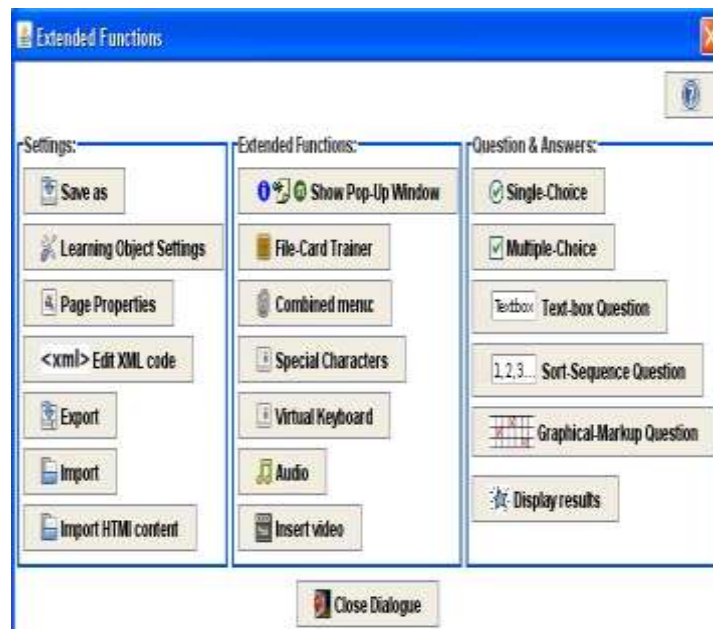 Extended Functions
Settings:
Save as
Learning Object Settings
Page Properties
<xml> Edit XML code
Export
Import
Import HTMl content
Extended Functions:
Show Pop-Up Window
File-Card Trainer
Combined menu:
Special Characters
Virtual Keyboard
Audio
Insert video
Question & Answers:
Single-Choice
Multiple-Choice
Textbox Text-box Question
1,2,3... Sort-Sequence Question
Graphical-Markup Question
Display results
Close Dialogue